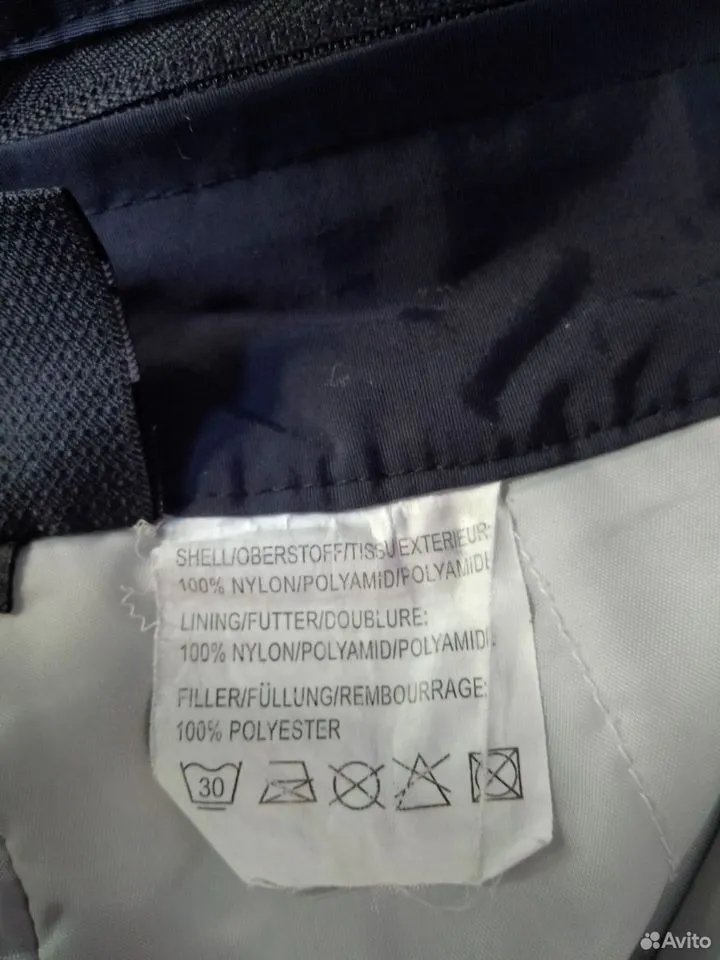 SHELL/OBERSTOFF/TISSU EXTERIEUR:
100% NYLON/POLYAMID/POLYAMIDE
LINING/FUTTER/DOUBLURE:
100% NYLON/POLYAMID/POLYAMIDE
FILLER/FÜLLUNG/REMBOURRAGE:
100% POLYESTER
30
Avito